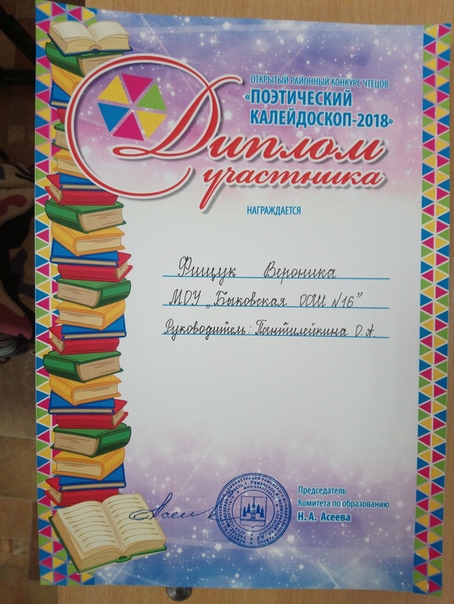 ОТКРЫТЫЙ РАЙОННЫЙ КОНКУРС ЧТЕЦОВ
«ПОЭТИЧЕСКИЙ
КАЛЕЙДОСКОП-2018»
Диплом
участника
НАГРАЖДАЕТСЯ
Фищук Вероника
МОУ „Быковская ООШ №16"
Руководитель: Пантилейкина О.А.
Председатель
Комитета по образованию
Н. А. Асеева